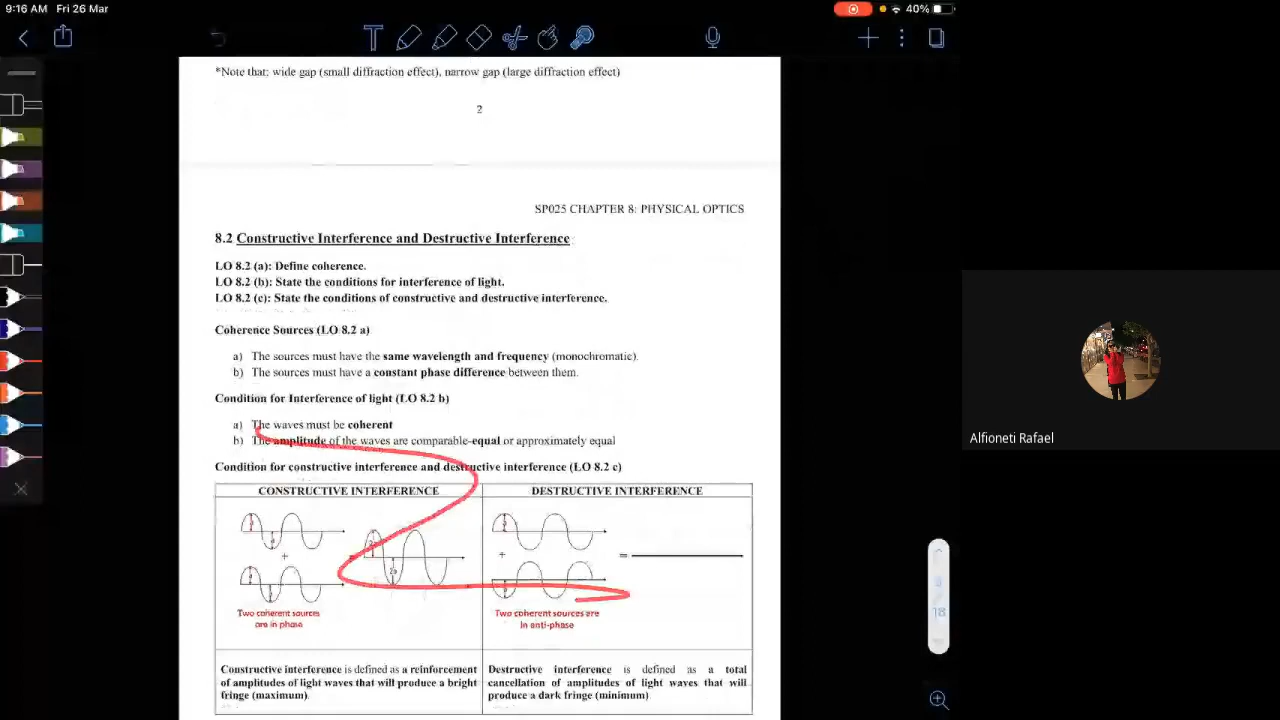 9:16 AM Fri 26 Mar
40%
*Note that: wide gap (small diffraction effect), narrow gap (large diffraction effect)
2
SP025 CHAPTER 8: PHYSICAL OPTICS
8.2 Constructive Interference and Destructive Interference
LO 8.2 (a): Define coherence.
LO 8.2 (b): State the conditions for interference of light.
LO 8.2 (c): State the conditions of constructive and destructive interference.
Coherence Sources (LO 8.2 a)
a) The sources must have the same wavelength and frequency (monochromatic).
b) The sources must have a constant phase difference between them.
Condition for Interference of light (LO 8.2 b)
a) The waves must be coherent
b) The amplitude of the waves are comparable-equal or approximately equal
Condition for constructive interference and destructive interference (LO 8.2 c)
CONSTRUCTIVE INTERFERENCE
DESTRUCTIVE INTERFERENCE
+
+
=
Two coherent sources
are in phase
Two coherent sources are
in anti-phase
Constructive interference is defined as a reinforcement
of amplitudes of light waves that will produce a bright
fringe (maximum)
Destructive interference is defined as a total
cancellation of amplitudes of light waves that will
produce a dark fringe (minimum)
18
Alfioneti Rafael